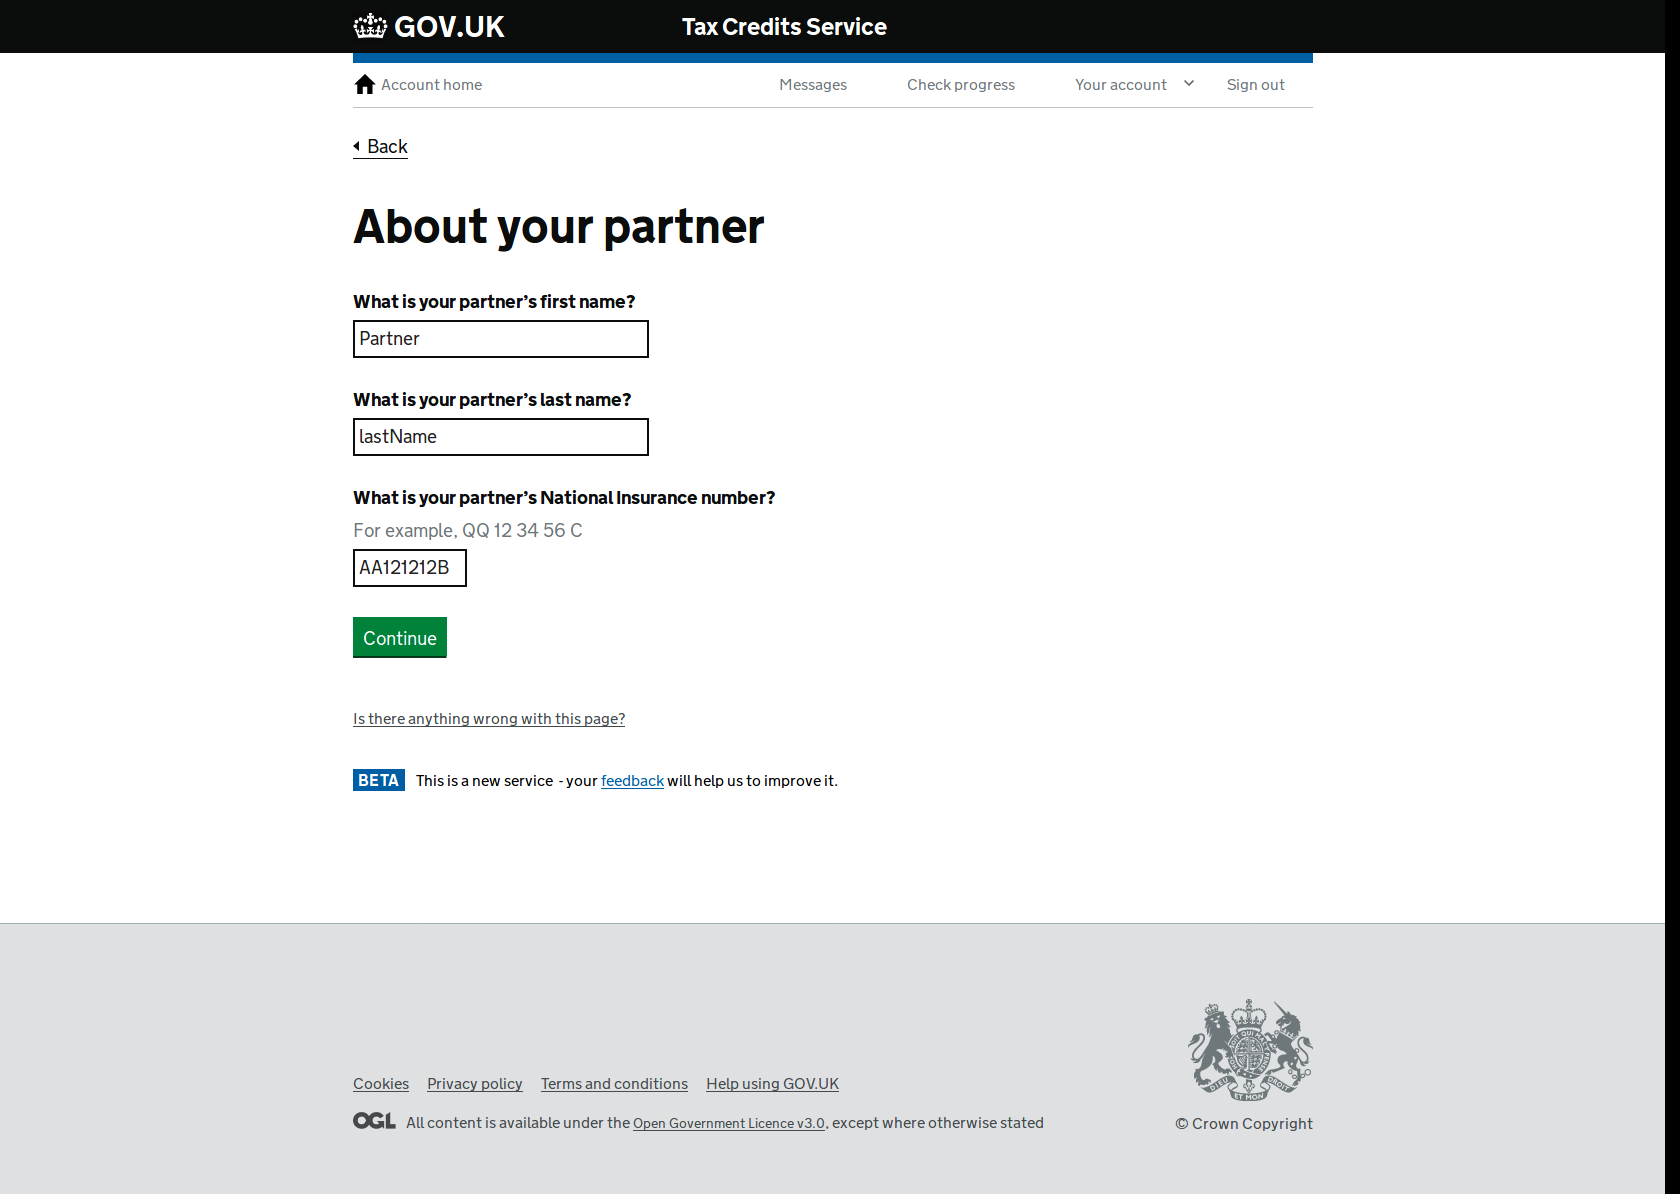 GOV.UK
Tax Credits Service
Account home
Messages
Check progress
Your account
Sign out
Back
About your partner
What is your partner’s first name?
Partner
What is your partner’s last name?
lastName
What is your partner’s National Insurance number?
For example, QQ 12 34 56 C
AA121212B
Continue
Is there anything wrong with this page?
BETA This is a new service - your feedback will help us to improve it.
Cookies Privacy policy Terms and conditions Help using GOV.UK
OGL All content is available under the Open Government Licence v3.0, except where otherwise stated
DIEU ET MON DROIT
© Crown Copyright